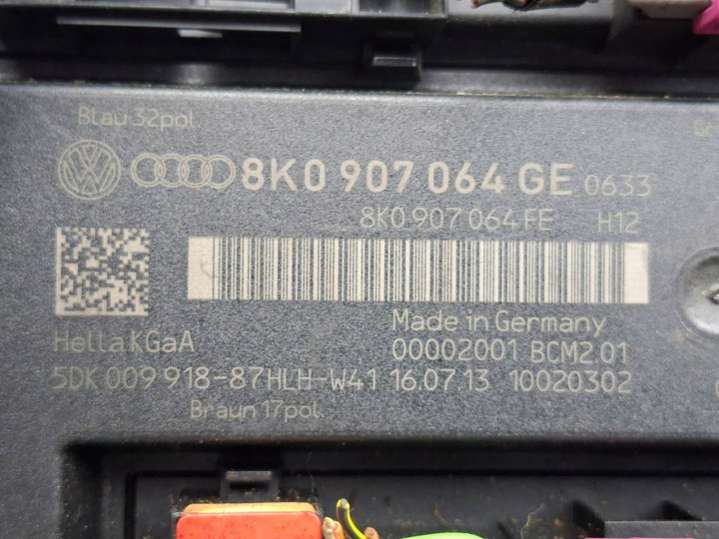 Blau 32pol.
8K0 907 064 GE 0633
8K0 907 064 FE H12
Made in Germany
Hella KGaA 00002001 BCM2.01
5DK 009 918-87 HLH-W41 16.07.13 10020302
Braun 17pol.